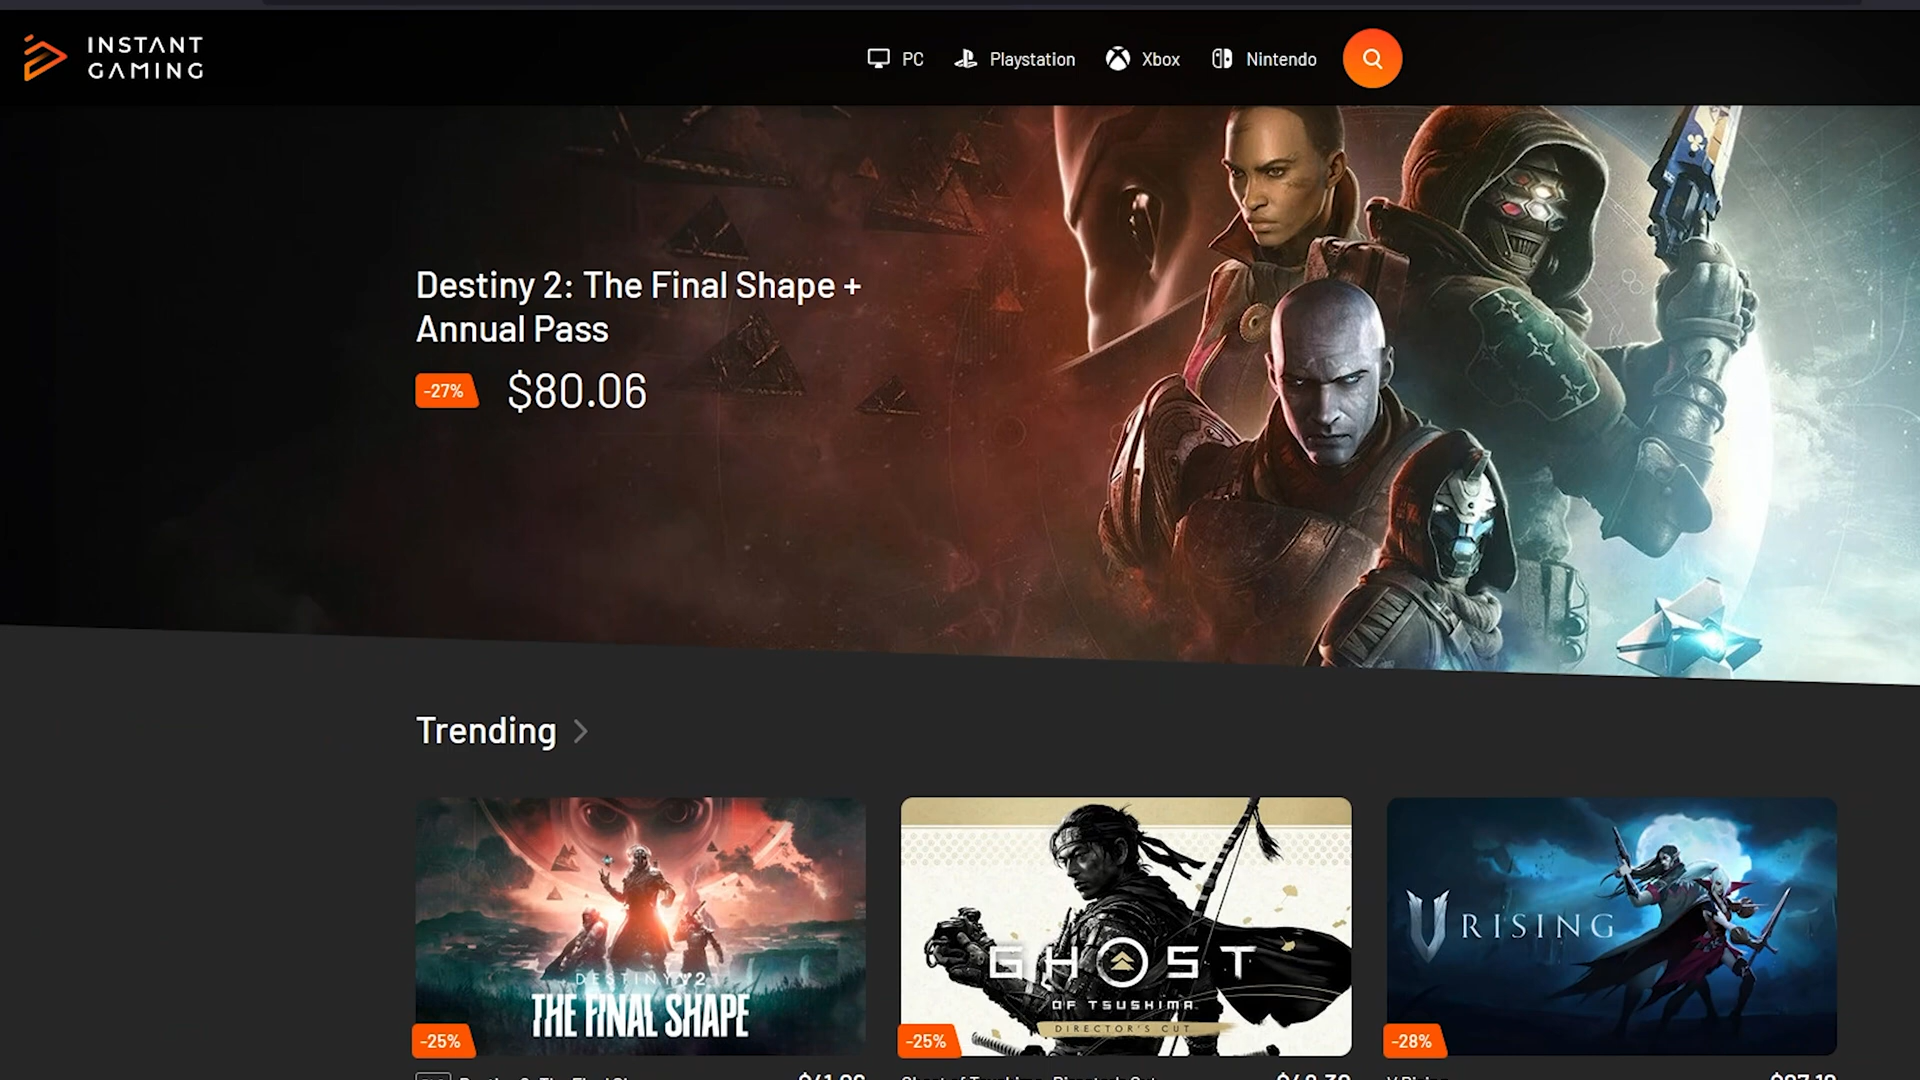 INSTANT
GAMING
PC
Playstation
Xbox
Nintendo
Destiny 2: The Final Shape +
Annual Pass
-27%
$80.06
Trending
DESTINY 2
THE FINAL SHAPE
-25%
GHOST
OF TSUSHIMA
DIRECTOR'S CUT
-25%
V RISING
-28%